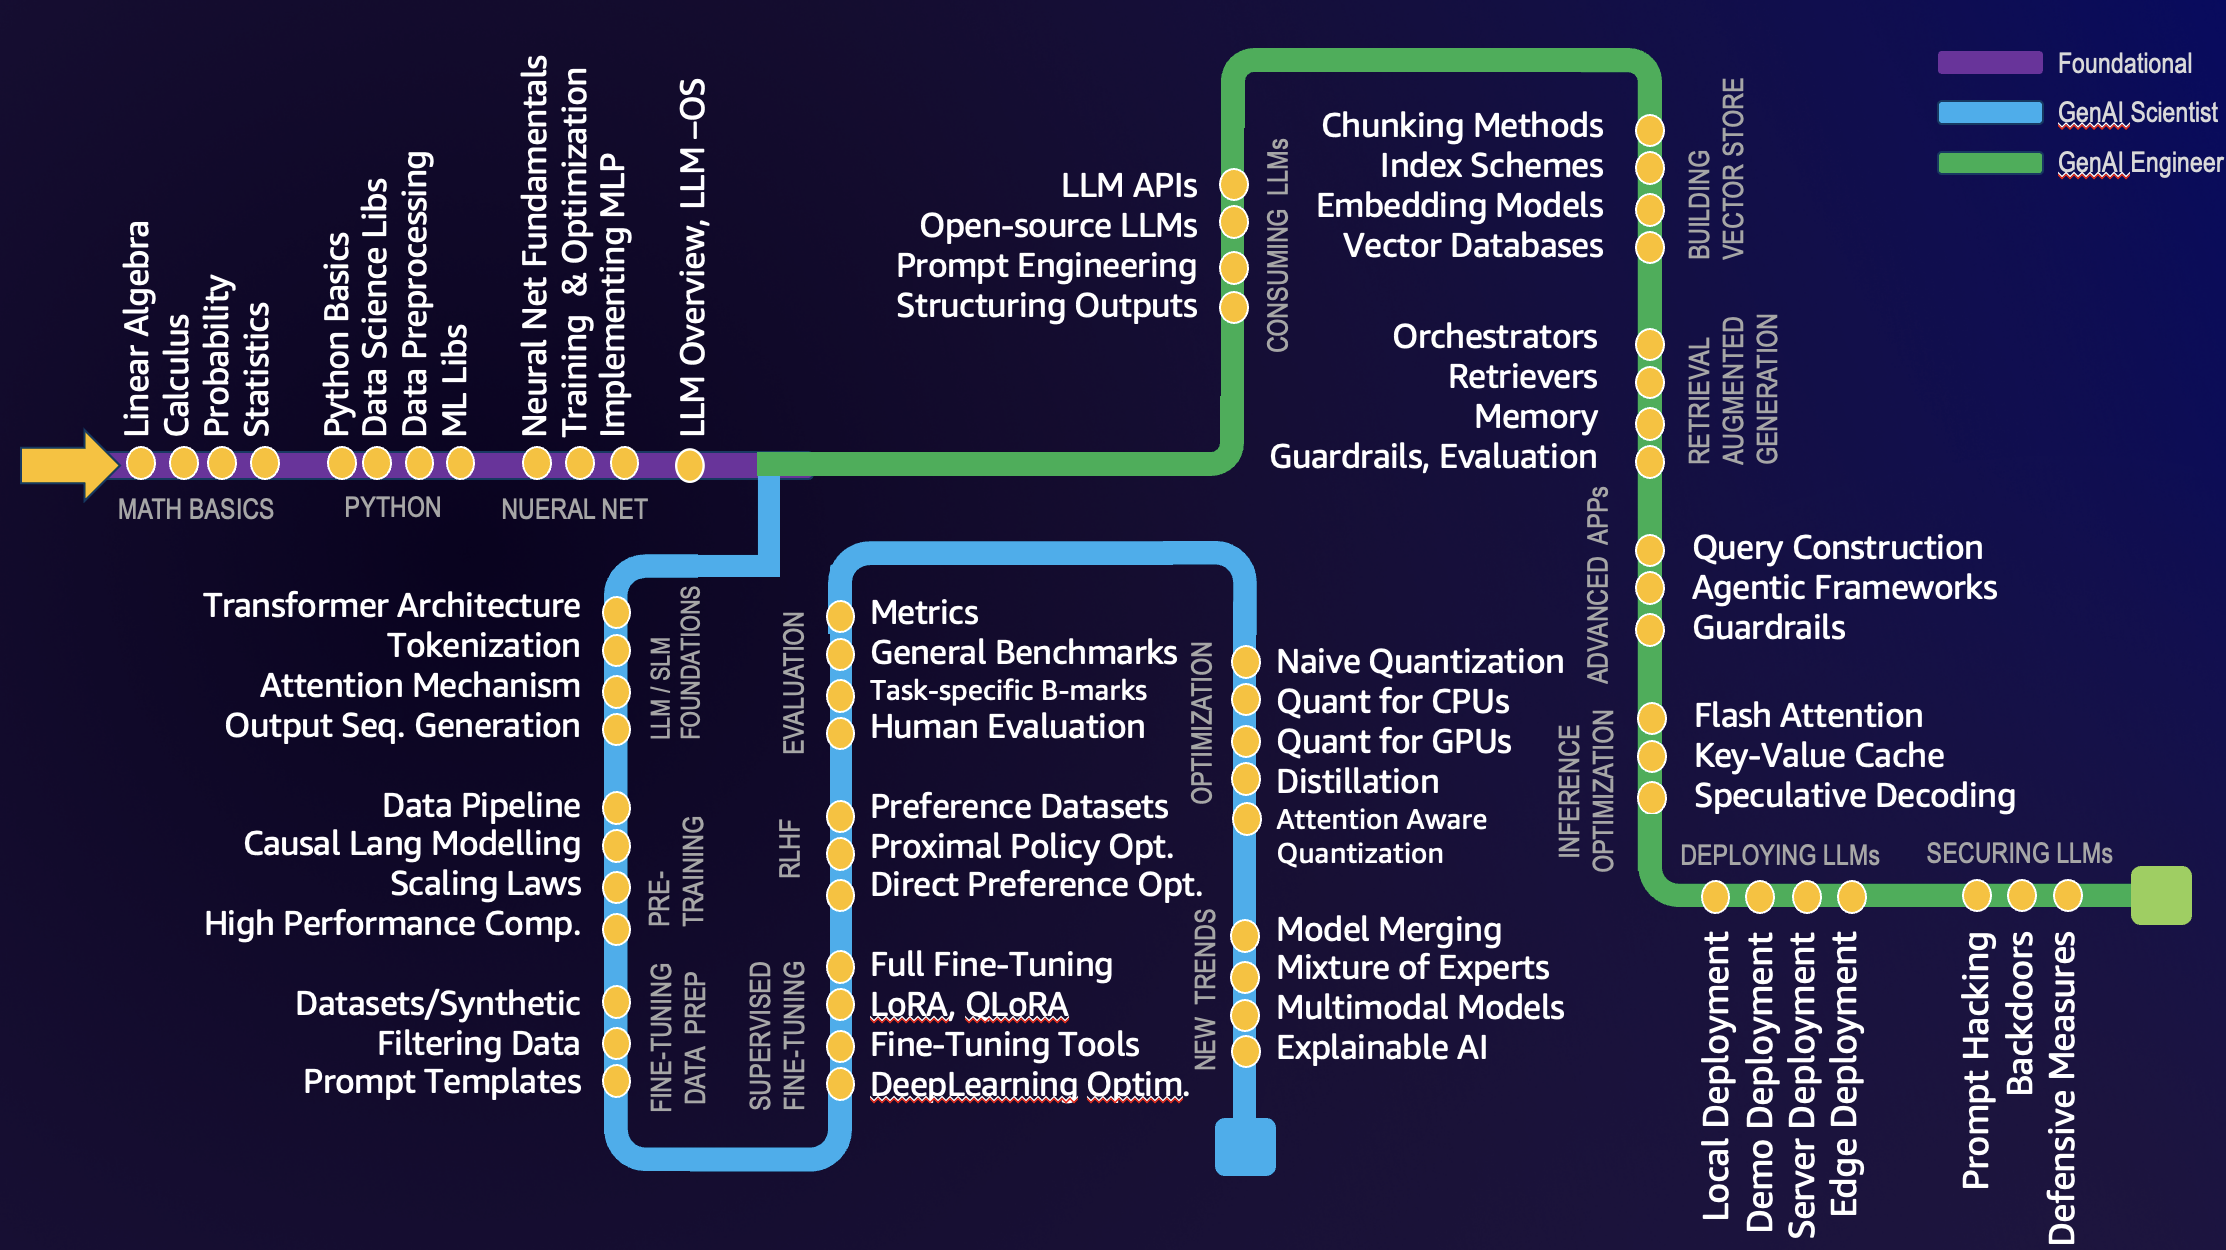 Foundational
GenAI Scientist
GenAI Engineer
Linear Algebra
Calculus
Probability
Statistics
MATH BASICS
Python Basics
Data Science Libs
Data Preprocessing
ML Libs
PYTHON
Neural Net Fundamentals
Training & Optimization
Implementing MLP
NUERAL NET
LLM Overview, LLM –OS
LLM APIs
Open-source LLMs
Prompt Engineering
Structuring Outputs
CONSUMING LLMs
Chunking Methods
Index Schemes
Embedding Models
Vector Databases
BUILDING
VECTOR STORE
Orchestrators
Retrievers
Memory
Guardrails, Evaluation
RETRIEVAL
AUGMENTED
GENERATION
ADVANCED APPs
Query Construction
Agentic Frameworks
Guardrails
INFERENCE
OPTIMIZATION
Flash Attention
Key-Value Cache
Speculative Decoding
DEPLOYING LLMs
Local Deployment
Demo Deployment
Server Deployment
Edge Deployment
SECURING LLMs
Prompt Hacking
Backdoors
Defensive Measures
Transformer Architecture
Tokenization
Attention Mechanism
Output Seq. Generation
LLM / SLM
FOUNDATIONS
Data Pipeline
Causal Lang Modelling
Scaling Laws
High Performance Comp.
PRE-
TRAINING
Datasets/Synthetic
Filtering Data
Prompt Templates
FINE-TUNING
DATA PREP
SUPERVISED
FINE-TUNING
Full Fine-Tuning
LoRA, QLoRA
Fine-Tuning Tools
DeepLearning Optim.
RLHF
Preference Datasets
Proximal Policy Opt.
Direct Preference Opt.
EVALUATION
Metrics
General Benchmarks
Task-specific B-marks
Human Evaluation
OPTIMIZATION
Naive Quantization
Quant for CPUs
Quant for GPUs
Distillation
Attention Aware
Quantization
NEW TRENDS
Model Merging
Mixture of Experts
Multimodal Models
Explainable AI